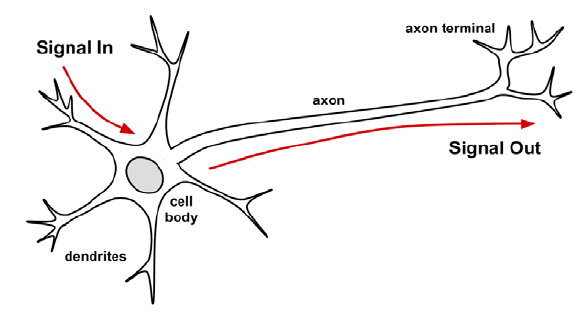 axon terminal
Signal In
axon
Signal Out
cell
body
dendrites